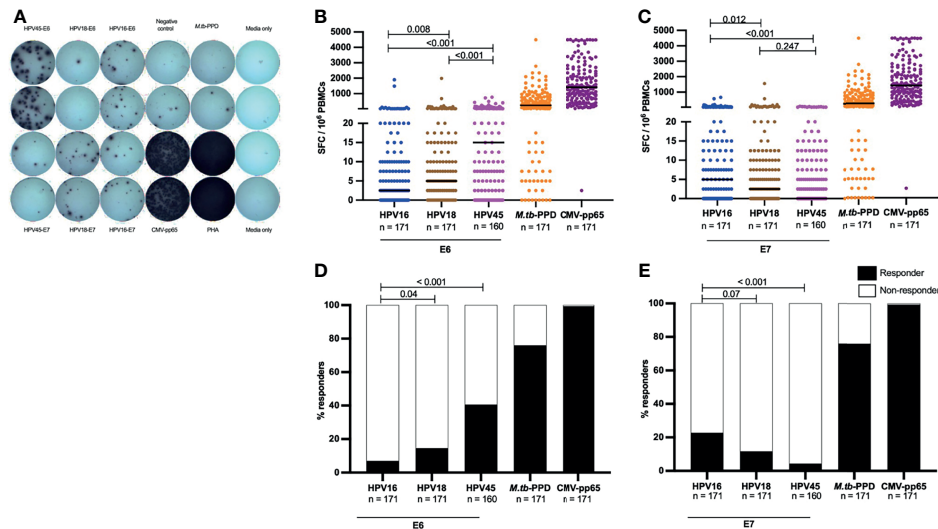 A
HPV45-E6 HPV18-E6 HPV16-E6 Negative control M.tb-PPD Media only
HPV45-E7 HPV18-E7 HPV16-E7 CMV-pp65 PHA Media only
B
0.008
<0.001
<0.001
SFC / 10⁶ PBMCs
5000
4000
3000
2000
1000
20
15
10
5
0
HPV16 HPV18 HPV45 M.tb-PPD CMV-pp65
n = 171 n = 171 n = 160 n = 171 n = 171
E6
C
0.012
<0.001
0.247
SFC / 10⁶ PBMCs
5000
4000
3000
2000
1000
20
15
10
5
0
HPV16 HPV18 HPV45 M.tb-PPD CMV-pp65
n = 171 n = 171 n = 160 n = 171 n = 171
E7
D
< 0.001
0.04
% responders
100
80
60
40
20
0
HPV16 HPV18 HPV45 M.tb-PPD CMV-pp65
n = 171 n = 171 n = 160 n = 171 n = 171
E6
E
Responder
Non-responder
< 0.001
0.07
% responders
100
80
60
40
20
0
HPV16 HPV18 HPV45 M.tb-PPD CMV-pp65
n = 171 n = 171 n = 160 n = 171 n = 171
E7